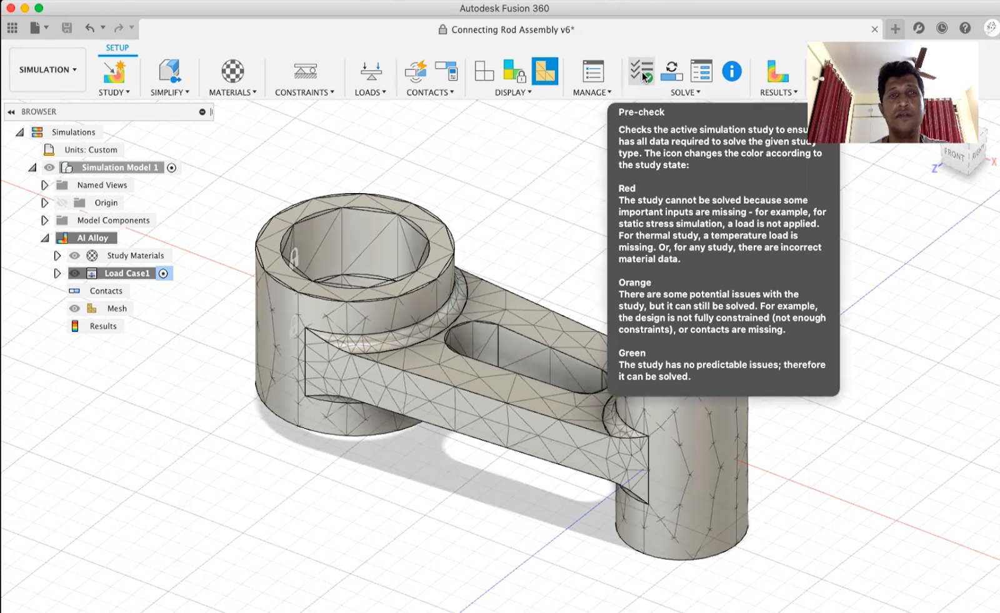 Autodesk Fusion 360
Connecting Rod Assembly v6*
SETUP
SIMULATION
STUDY
SIMPLIFY
MATERIALS
CONSTRAINTS
LOADS
CONTACTS
DISPLAY
MANAGE
SOLVE
RESULTS
BROWSER
Simulations
Units: Custom
Simulation Model 1
Named Views
Origin
Model Components
Al Alloy
Study Materials
Load Case1
Contacts
Mesh
Results
Pre-check
Checks the active simulation study to
has all data required to solve the given
type. The icon changes the color according to
the study state:
Red
The study cannot be solved because some
important inputs are missing - for example, for
static stress simulation, a load is not applied.
For thermal study, a temperature load is
missing. Or, for any study, there are incorrect
material data.
Orange
There are some potential issues with the
study, but it can still be solved. For example,
the design is not fully constrained (not enough
constraints), or contacts are missing.
Green
The study has no predictable issues; therefore
it can be solved.
FRONT
RIGHT
Z
X